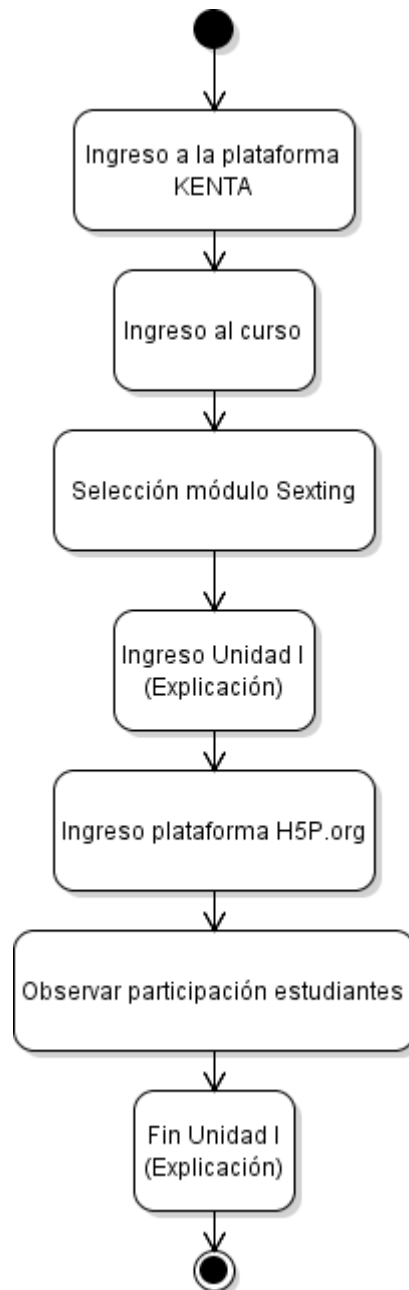 Ingreso a la plataforma
KENTA
Ingreso al curso
Selección módulo Sexting
Ingreso Unidad I
(Explicación)
Ingreso plataforma H5P.org
Observar participación estudiantes
Fin Unidad I
(Explicación)